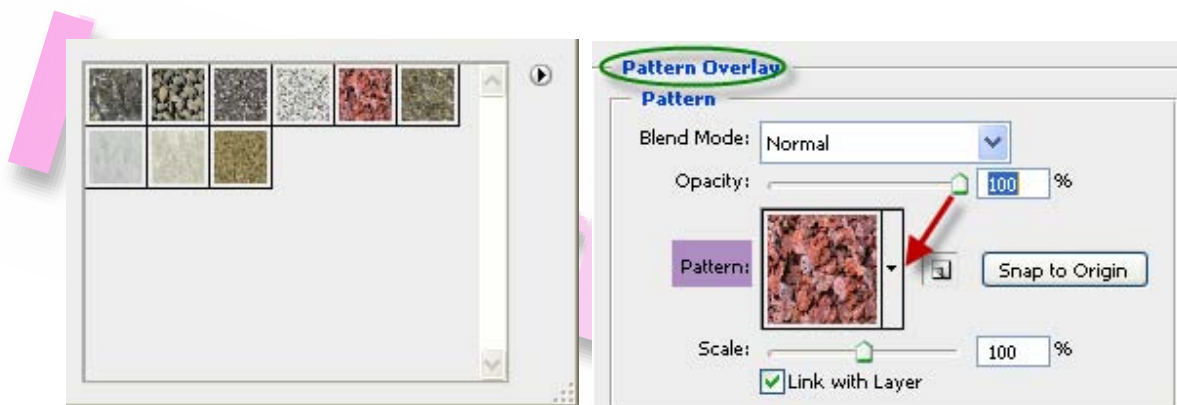 Pattern Overlay
Pattern
Blend Mode: Normal
Opacity: 100 %
Pattern: Snap to Origin
Scale: 100 %
Link with Layer